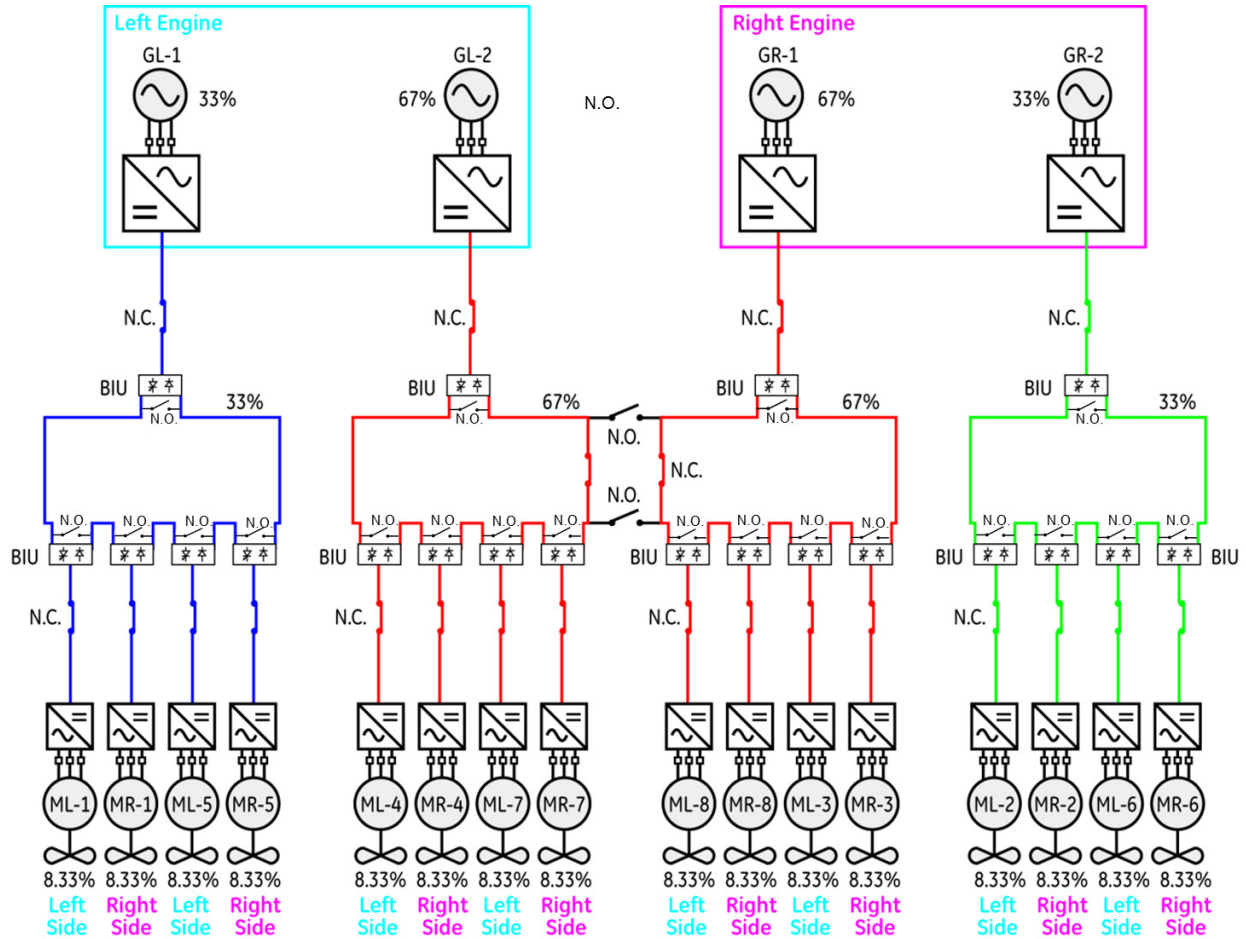 Left Engine
Right Engine
GL-1
GL-2
GR-1
GR-2
33%
67%
N.O.
67%
33%
N.C.
N.C.
N.C.
N.C.
BIU
BIU
BIU
BIU
33%
67%
67%
33%
N.O.
N.O.
N.O.
N.O.
N.O.
N.C.
N.O.
N.O. N.O. N.O. N.O.
N.O. N.O. N.O. N.O.
N.O. N.O. N.O. N.O.
N.O. N.O. N.O. N.O.
BIU
BIU
BIU
BIU
BIU
N.C.
N.C.
N.C.
N.C.
ML-1 MR-1 ML-5 MR-5
ML-4 MR-4 ML-7 MR-7
ML-8 MR-8 ML-3 MR-3
ML-2 MR-2 ML-6 MR-6
8.33% 8.33% 8.33% 8.33%
8.33% 8.33% 8.33% 8.33%
8.33% 8.33% 8.33% 8.33%
8.33% 8.33% 8.33% 8.33%
Left Right Left Right
Side Side Side Side
Left Right Left Right
Side Side Side Side
Left Right Left Right
Side Side Side Side
Left Right Left Right
Side Side Side Side